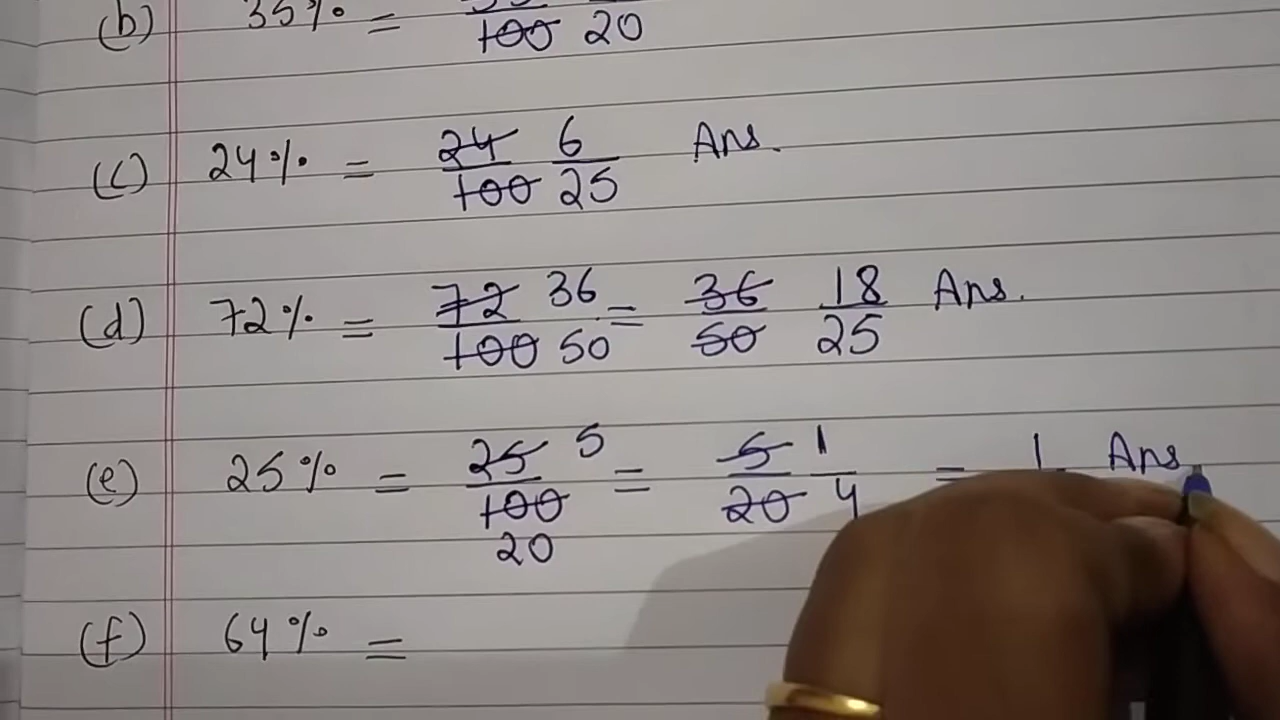 (b) 35% = 35/100 20
(c) 24% = 24/100 6/25 Ans.
(d) 72% = 72/100 36/50 = 36/50 18/25 Ans.
(e) 25% = 25/100 5/20 = 5/20 1/4 = 1 Ans
(f) 64% =